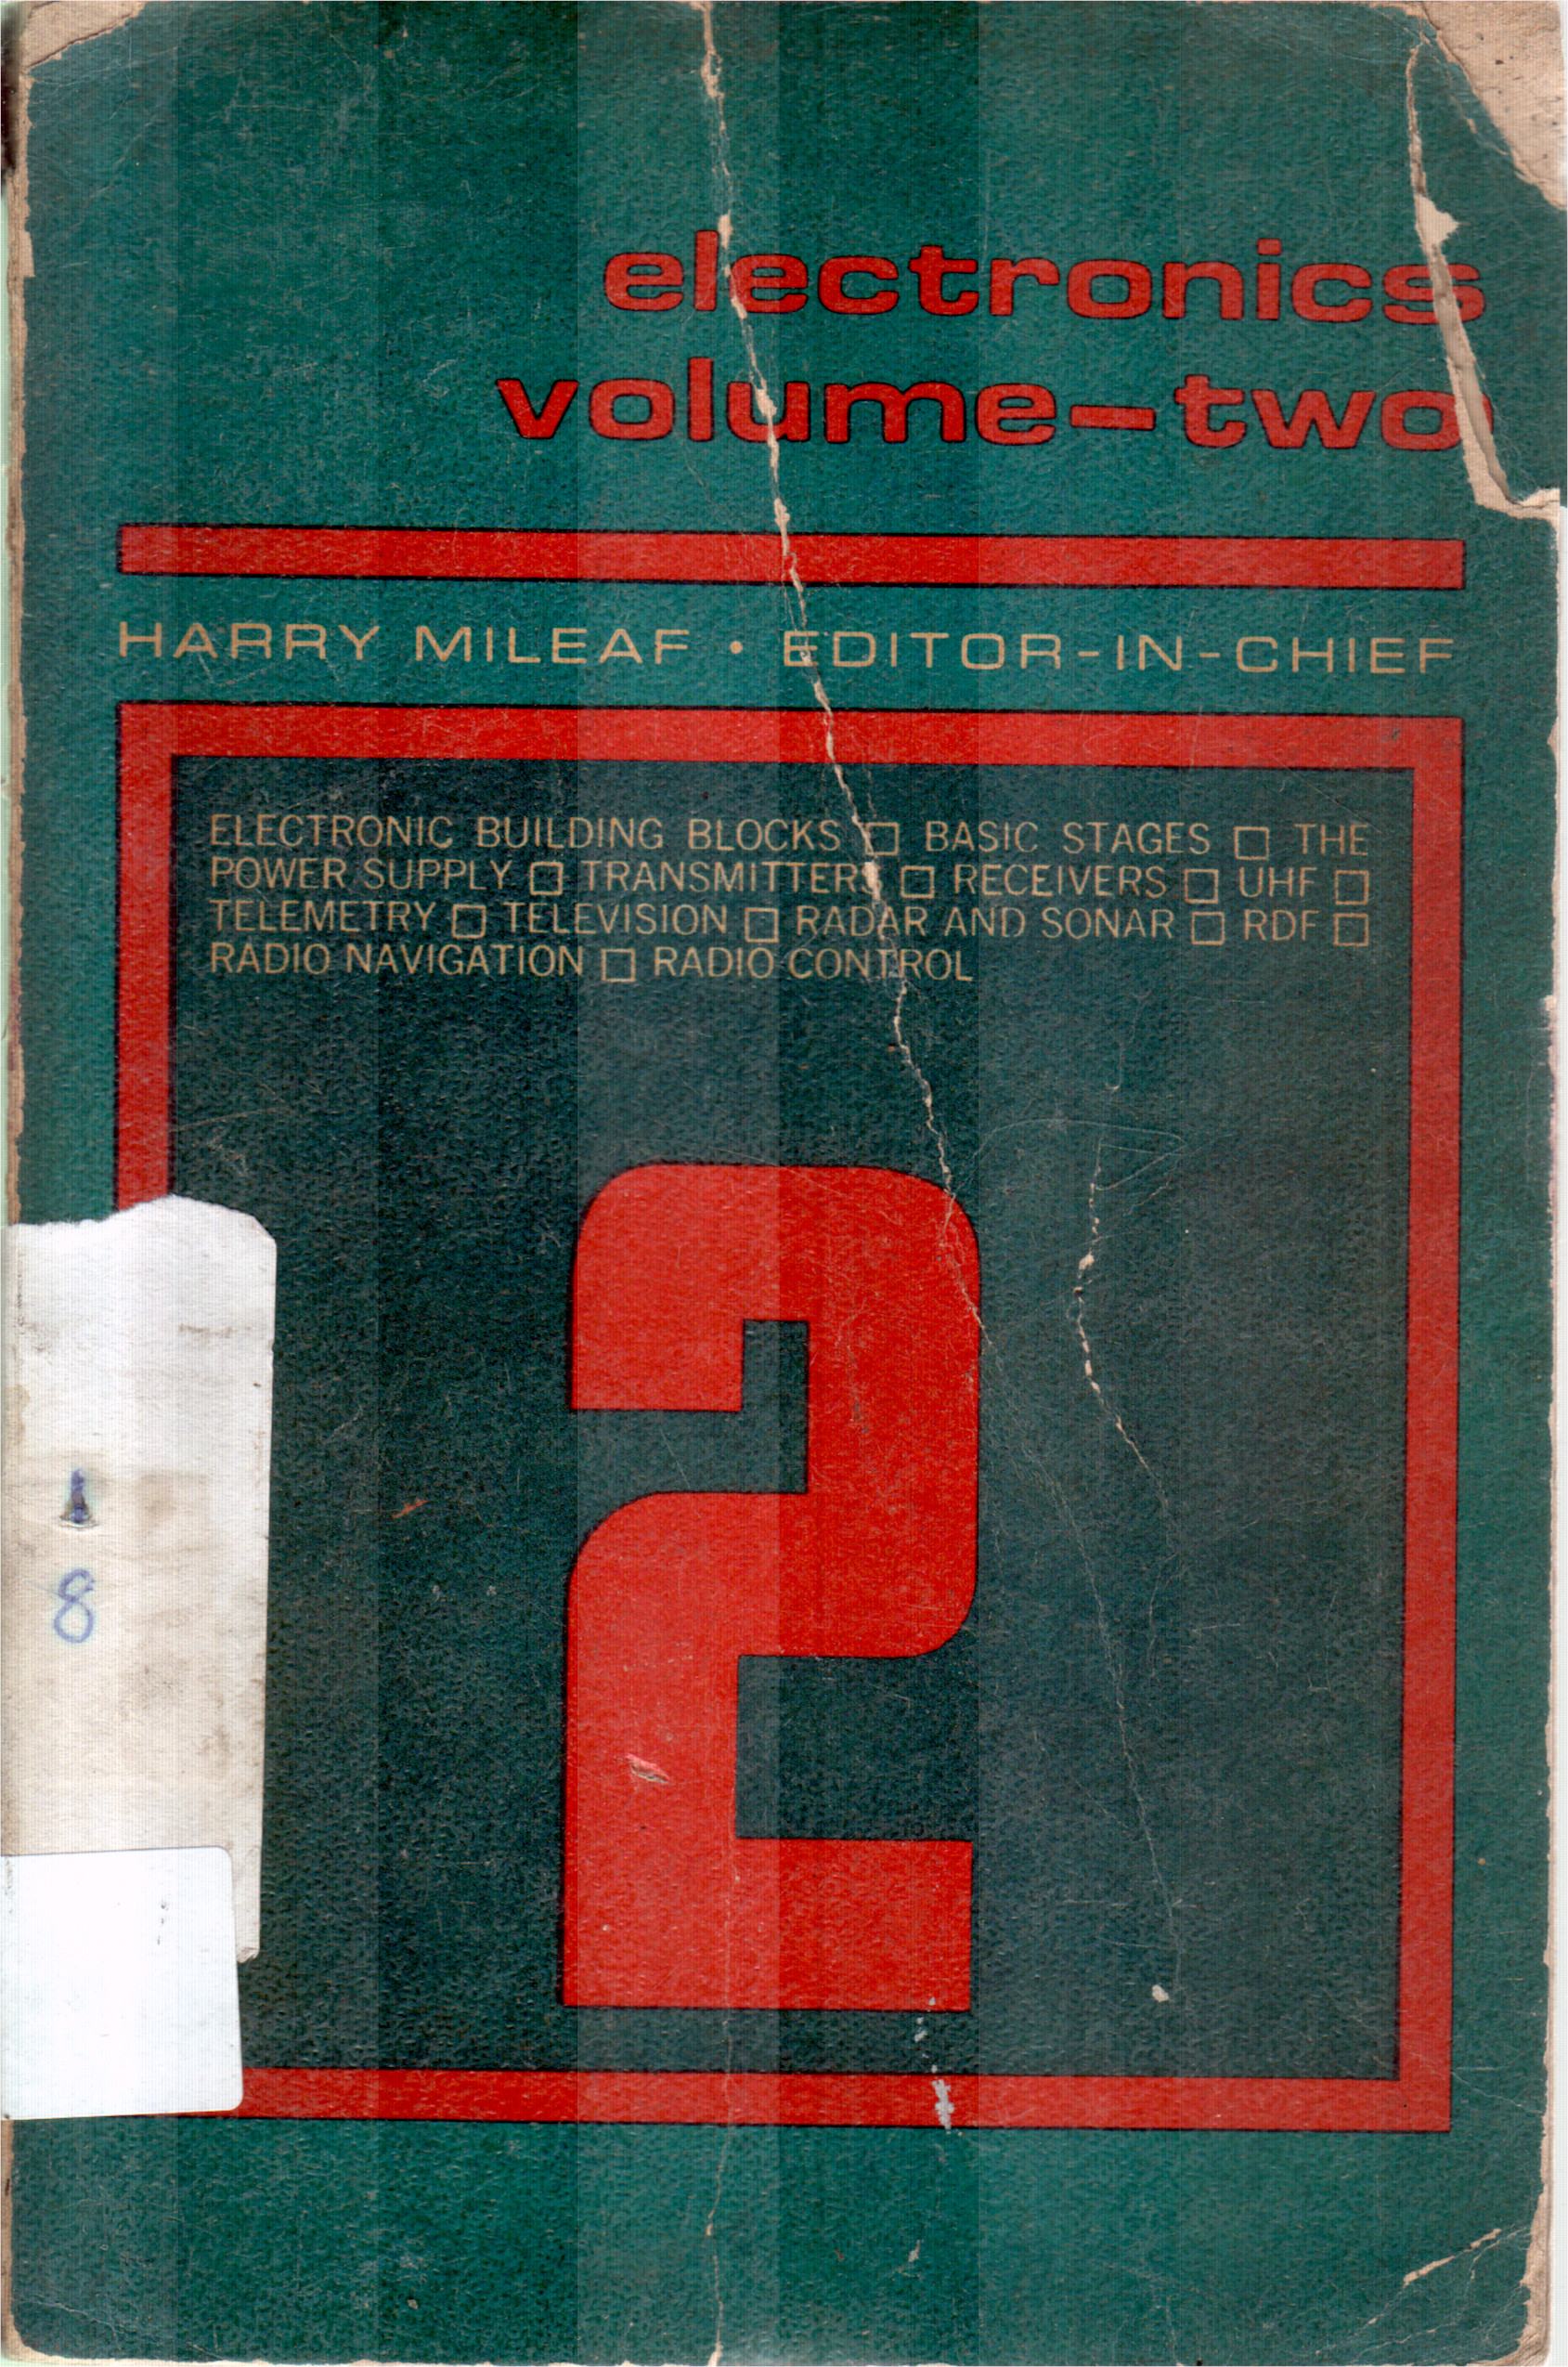 electronics
volume-two
HARRY MILEAF • EDITOR-IN-CHIEF
ELECTRONIC BUILDING BLOCKS □ BASIC STAGES □ THE
POWER SUPPLY □ TRANSMITTERS □ RECEIVERS □ UHF □
TELEMETRY □ TELEVISION □ RADAR AND SONAR □ RDF □
RADIO NAVIGATION □ RADIO CONTROL
2
1
8